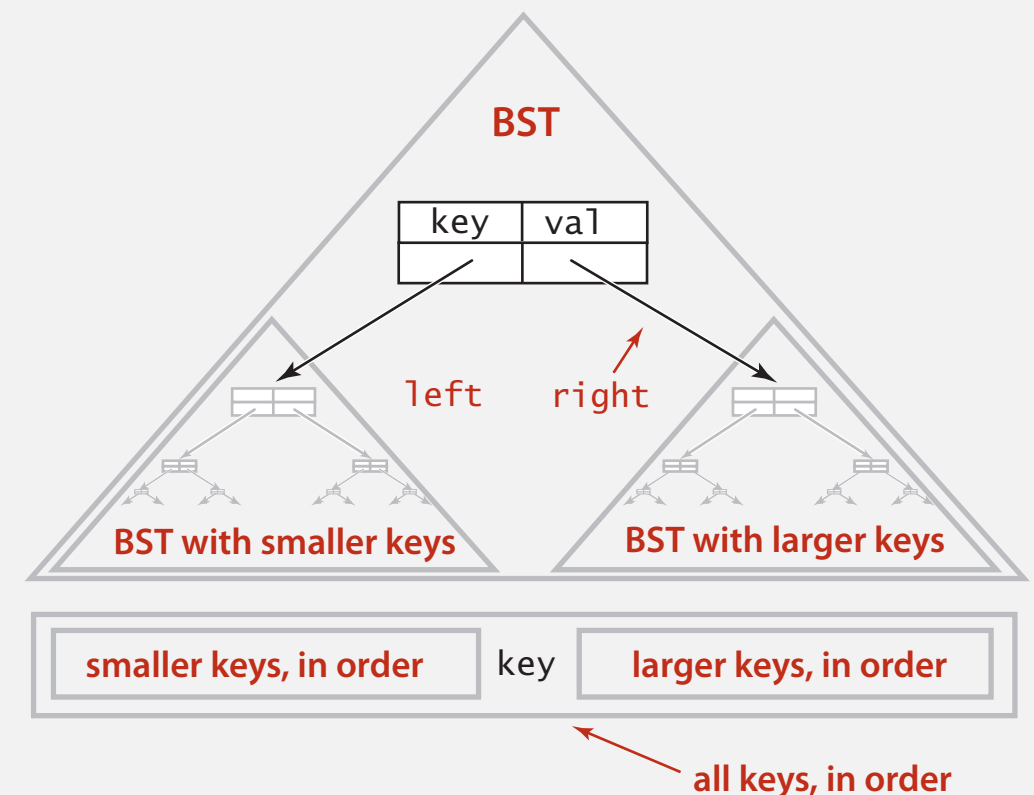 BST
key val
left right
BST with smaller keys BST with larger keys
smaller keys, in order key larger keys, in order
all keys, in order